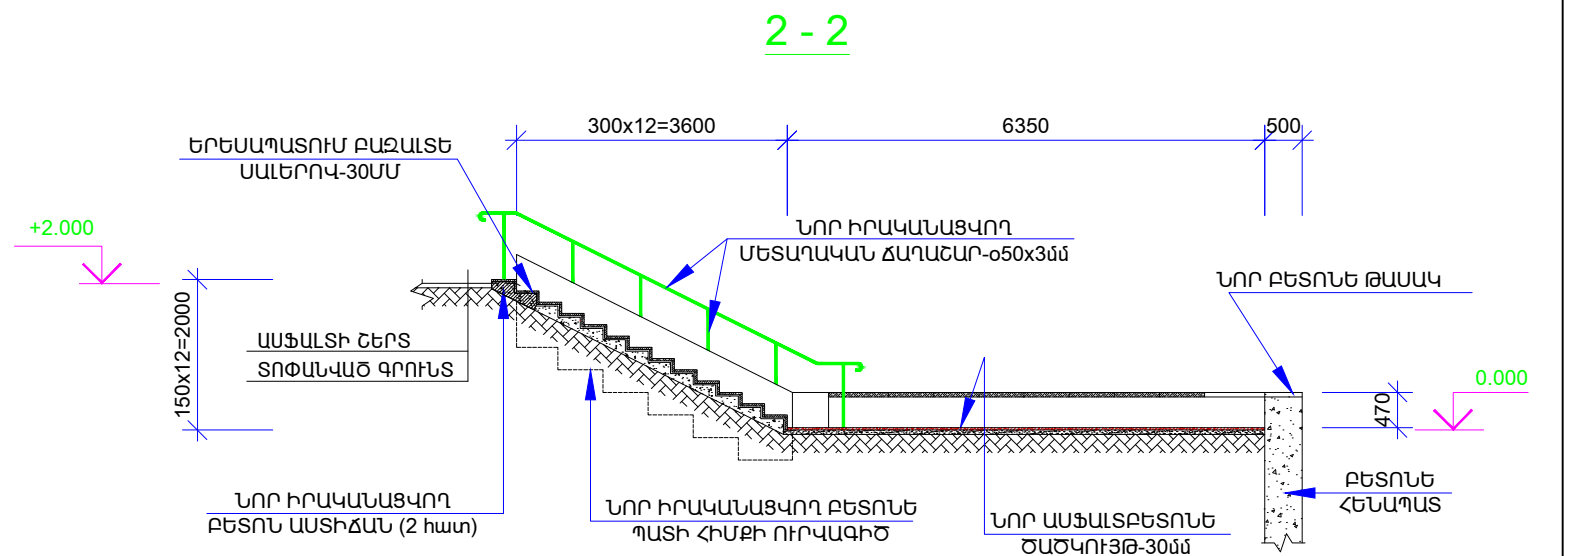 2 - 2
300x12=3600
6350
500
ԵՐԵՍԱՊԱՏՈՒՄ ԲԱԶԱԼՏԵ
ՍԱԼԵՐՈՎ-30ՄՄ
+2.000
ՆՈՐ ԻՐԱԿԱՆԱՑՎՈՂ
ՄԵՏԱՂԱԿԱՆ ՃԱՂԱՇԱՐ-օ50x3մմ
ՆՈՐ ԲԵՏՈՆԵ ԹԱՍԱԿ
150x12=2000
ԱՍՖԱԼՏԻ ՇԵՐՏ
ՏՈՓԱՆՎԱԾ ԳՐՈՒՆՏ
0.000
470
ՆՈՐ ԻՐԱԿԱՆԱՑՎՈՂ
ԲԵՏՈՆ ԱՍՏԻՃԱՆ (2 հատ)
ՆՈՐ ԻՐԱԿԱՆԱՑՎՈՂ ԲԵՏՈՆԵ
ՊԱՏԻ ՀԻՄՔԻ ՈՒՐՎԱԳԻԾ
ՆՈՐ ԱՍՖԱԼՏԲԵՏՈՆԵ
ԾԱԾԿՈՒՅԹ-30մմ
ԲԵՏՈՆԵ
ՀԵՆԱՊԱՏ